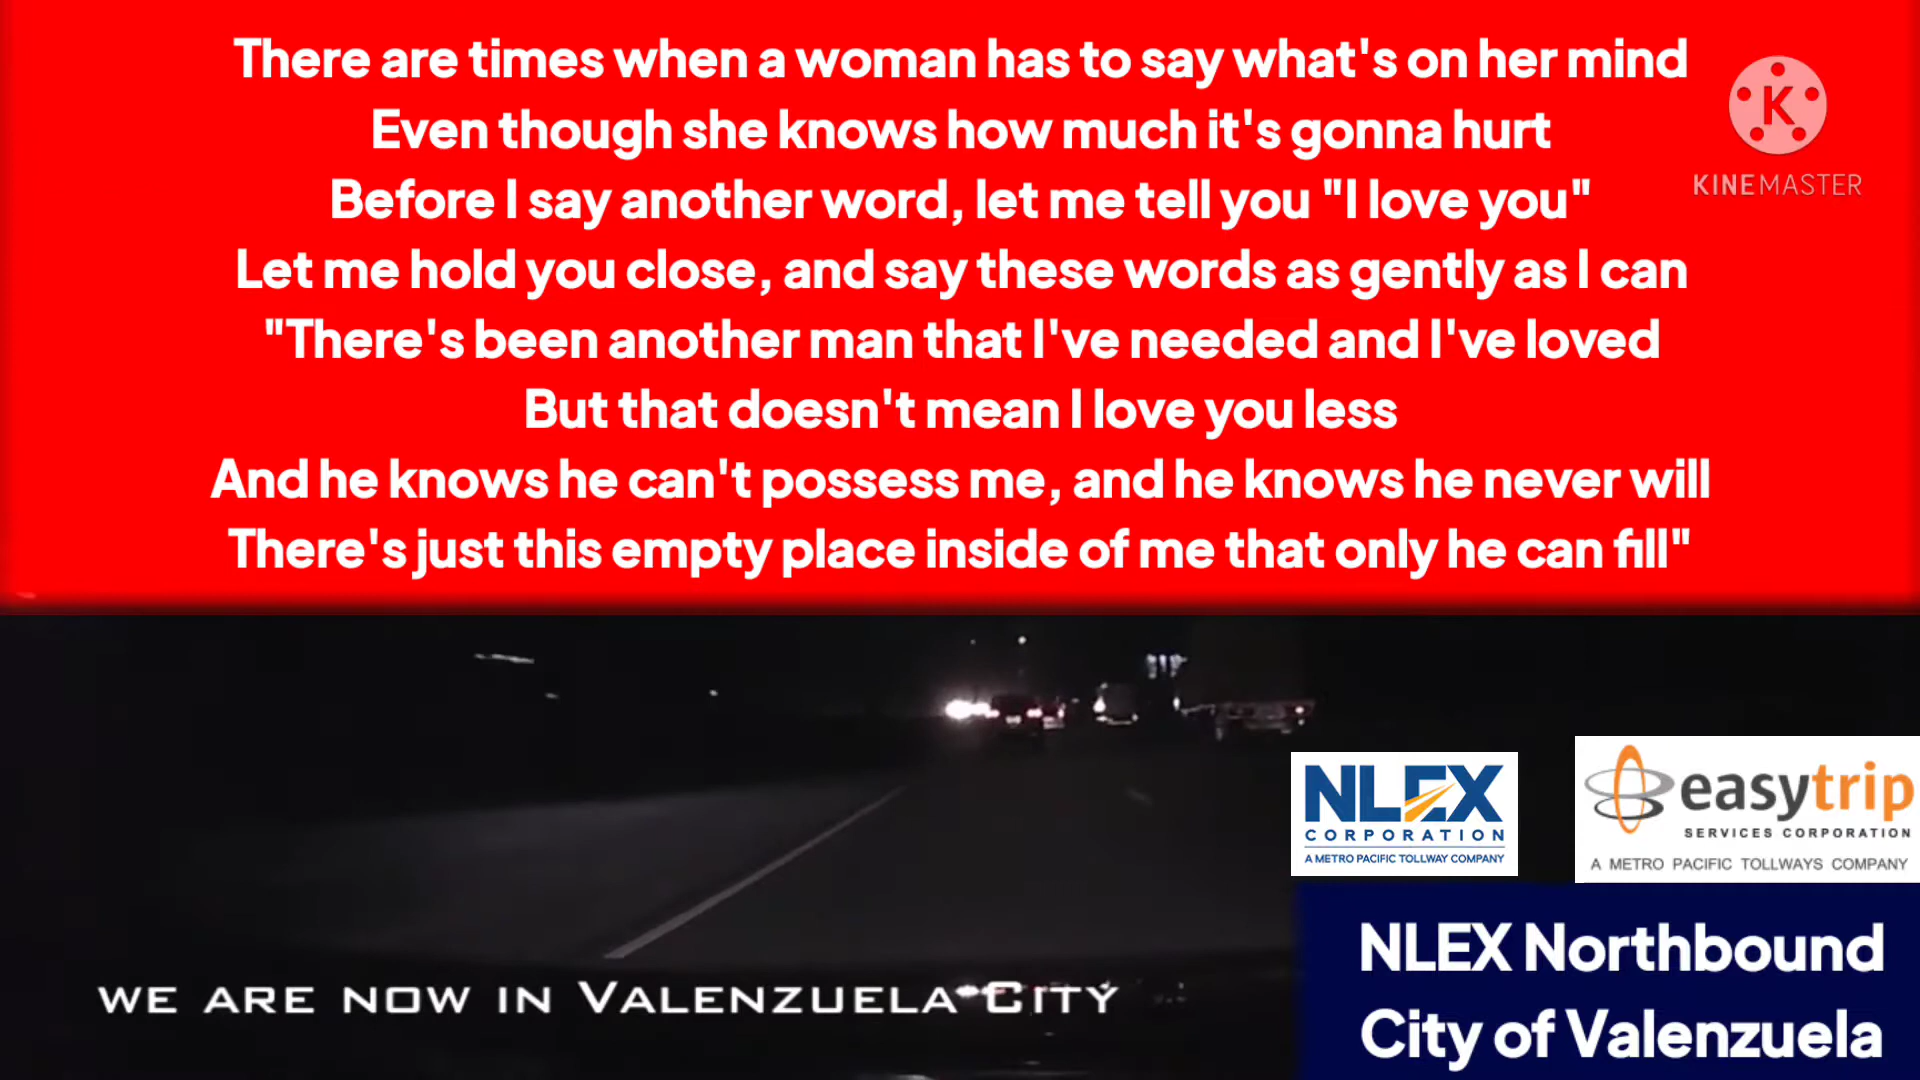 There are times when a woman has to say what's on her mind
Even though she knows how much it's gonna hurt
Before I say another word, let me tell you "I love you"
Let me hold you close, and say these words as gently as I can
"There's been another man that I've needed and I've loved
But that doesn't mean I love you less
And he knows he can't possess me, and he knows he never will
There's just this empty place inside of me that only he can fill"
K
KINEMASTER
NLEX
CORPORATION
A METRO PACIFIC TOLLWAY COMPANY
easytrip
SERVICES CORPORATION
A METRO PACIFIC TOLLWAYS COMPANY
WE ARE NOW IN VALENZUELA CITY
NLEX Northbound
City of Valenzuela